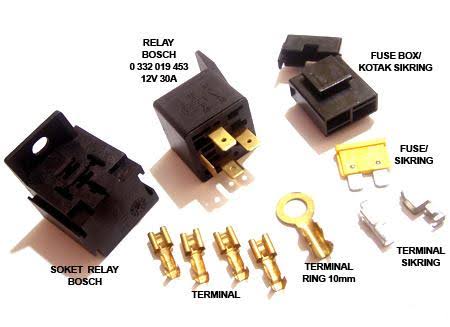 RELAY
BOSCH
0 332 019 453
12V 30A
FUSE BOX/
KOTAK SIKRING
FUSE/
SIKRING
SOKET RELAY
BOSCH
TERMINAL
TERMINAL
RING 10mm
TERMINAL
SIKRING